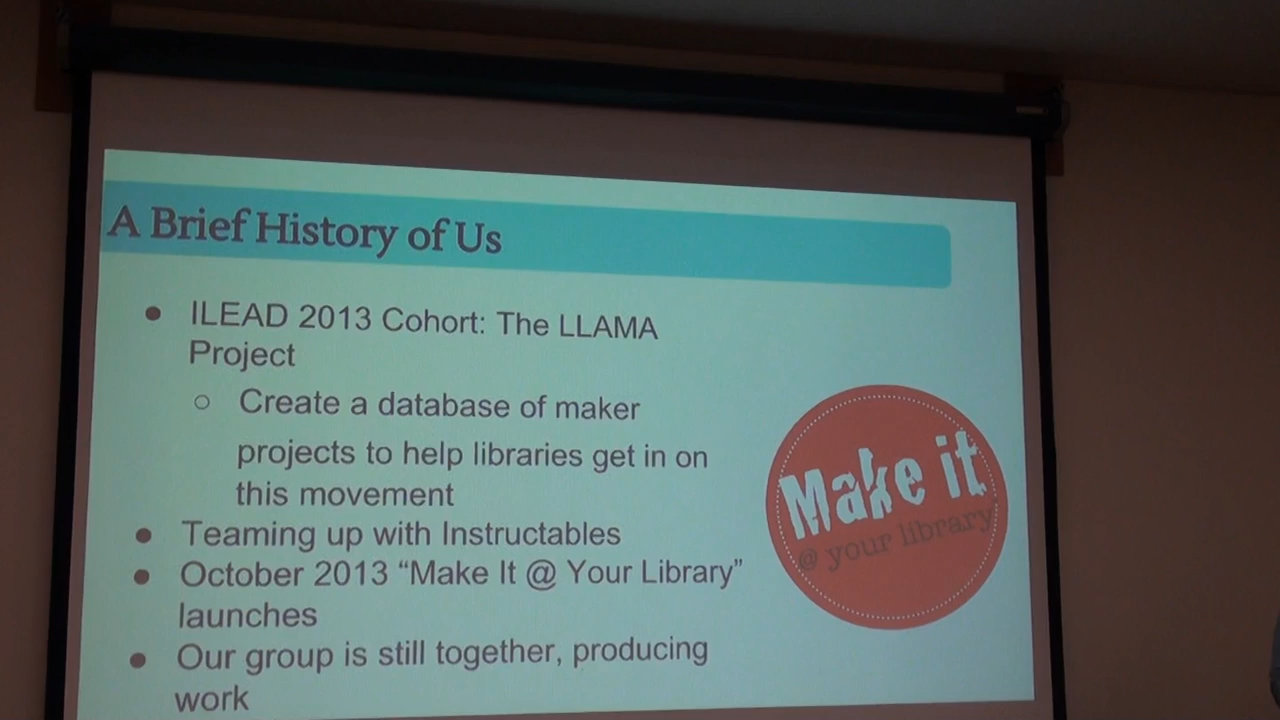 A Brief History of Us
● ILEAD 2013 Cohort: The LLAMA
Project
○ Create a database of maker
projects to help libraries get in on
this movement
● Teaming up with Instructables
● October 2013 “Make It @ Your Library”
launches
● Our group is still together, producing
work
Make it
@ your library